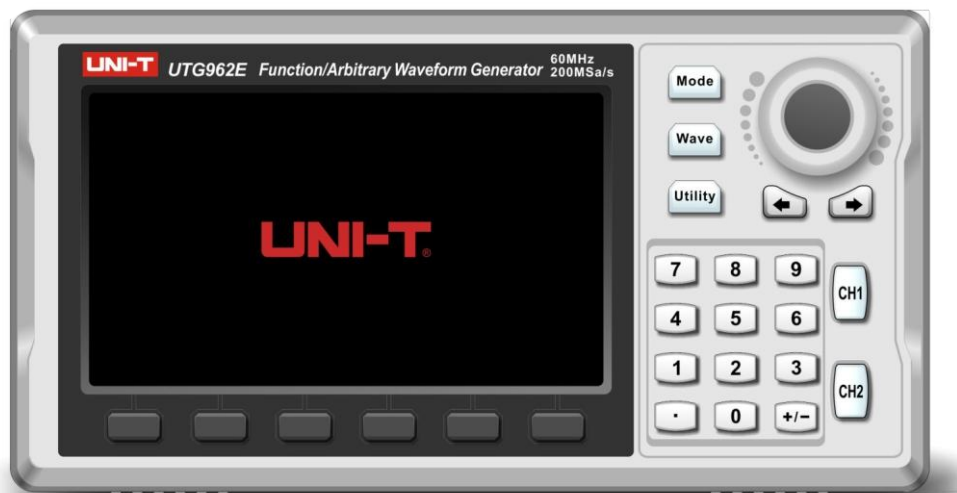 UNI-T UTG962E Function/Arbitrary Waveform Generator 60MHz 200MSa/s
UNI-T®
Mode
Wave
Utility
7 8 9
4 5 6
1 2 3
. 0 +/−
CH1
CH2